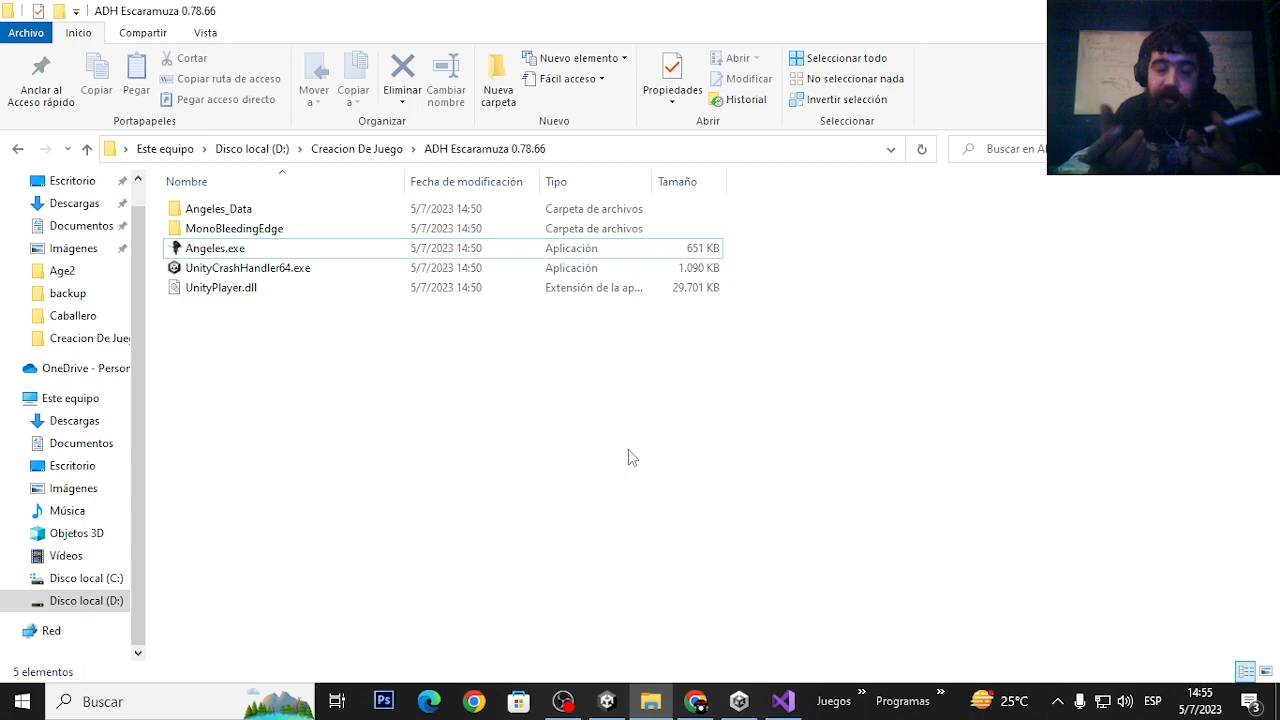 ADH Escaramuza 0.78.66
Archivo
Inicio
Compartir
Vista
Anclar al Acceso rápido
Copiar
Pegar
Cortar
Copiar ruta de acceso
Pegar acceso directo
Portapapeles
Mover a
Copiar a
Eliminar
Cambiar nombre
Organizar
Nueva carpeta
Nuevo elemento
Fácil acceso
Nuevo
Propiedades
Abrir
Modificar
Historial
Abrir
Seleccionar todo
No seleccionar nada
Invertir selección
Seleccionar
Este equipo > Disco local (D:) > Creacion De Juego > ADH Escaramuza 0.78.66
Buscar en A
Escritorio
Descargas
Documentos
Imágenes
Age2
backup
Caballero
Creacion De Jue
OneDrive - Person
Este equipo
Descargas
Documentos
Escritorio
Imágenes
Música
Objetos 3D
Vídeos
Disco local (C:)
Disco local (D:)
Red
Nombre Fecha de modificación Tipo Tamaño
Angeles_Data 5/7/2023 14:50 Carpeta de archivos
MonoBleedingEdge 5/7/2023 14:50 Carpeta de archivos
Angeles.exe 5/7/2023 14:50 Aplicación 651 KB
UnityCrashHandler64.exe 5/7/2023 14:50 Aplicación 1.090 KB
UnityPlayer.dll 5/7/2023 14:50 Extensión de la ap... 29.701 KB
5 elementos
Buscar
Ps
Juegos »
Programas »
25°C
ESP
14:55
5/7/2023
3